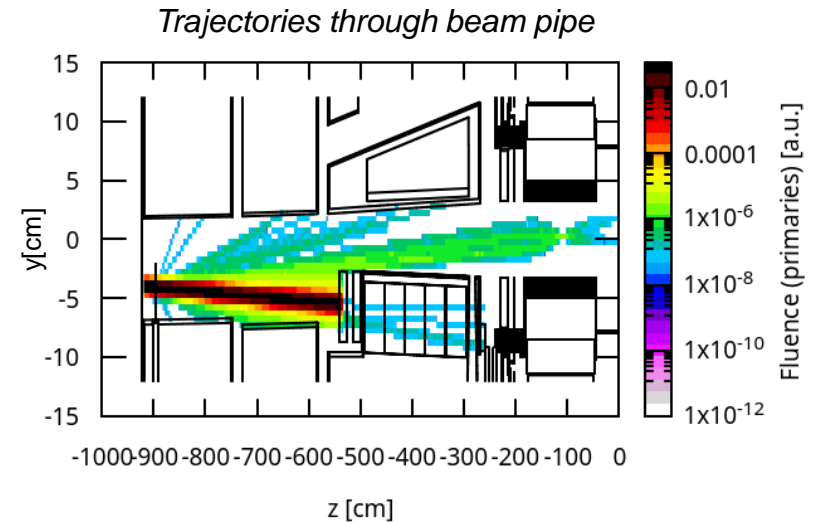 Trajectories through beam pipe
15
10
5
0
-5
-10
-15
y[cm]
-1000 -900 -800 -700 -600 -500 -400 -300 -200 -100 0
z [cm]
0.01
0.0001
1x10⁻⁶
1x10⁻⁸
1x10⁻¹⁰
1x10⁻¹²
Fluence (primaries) [a.u.]